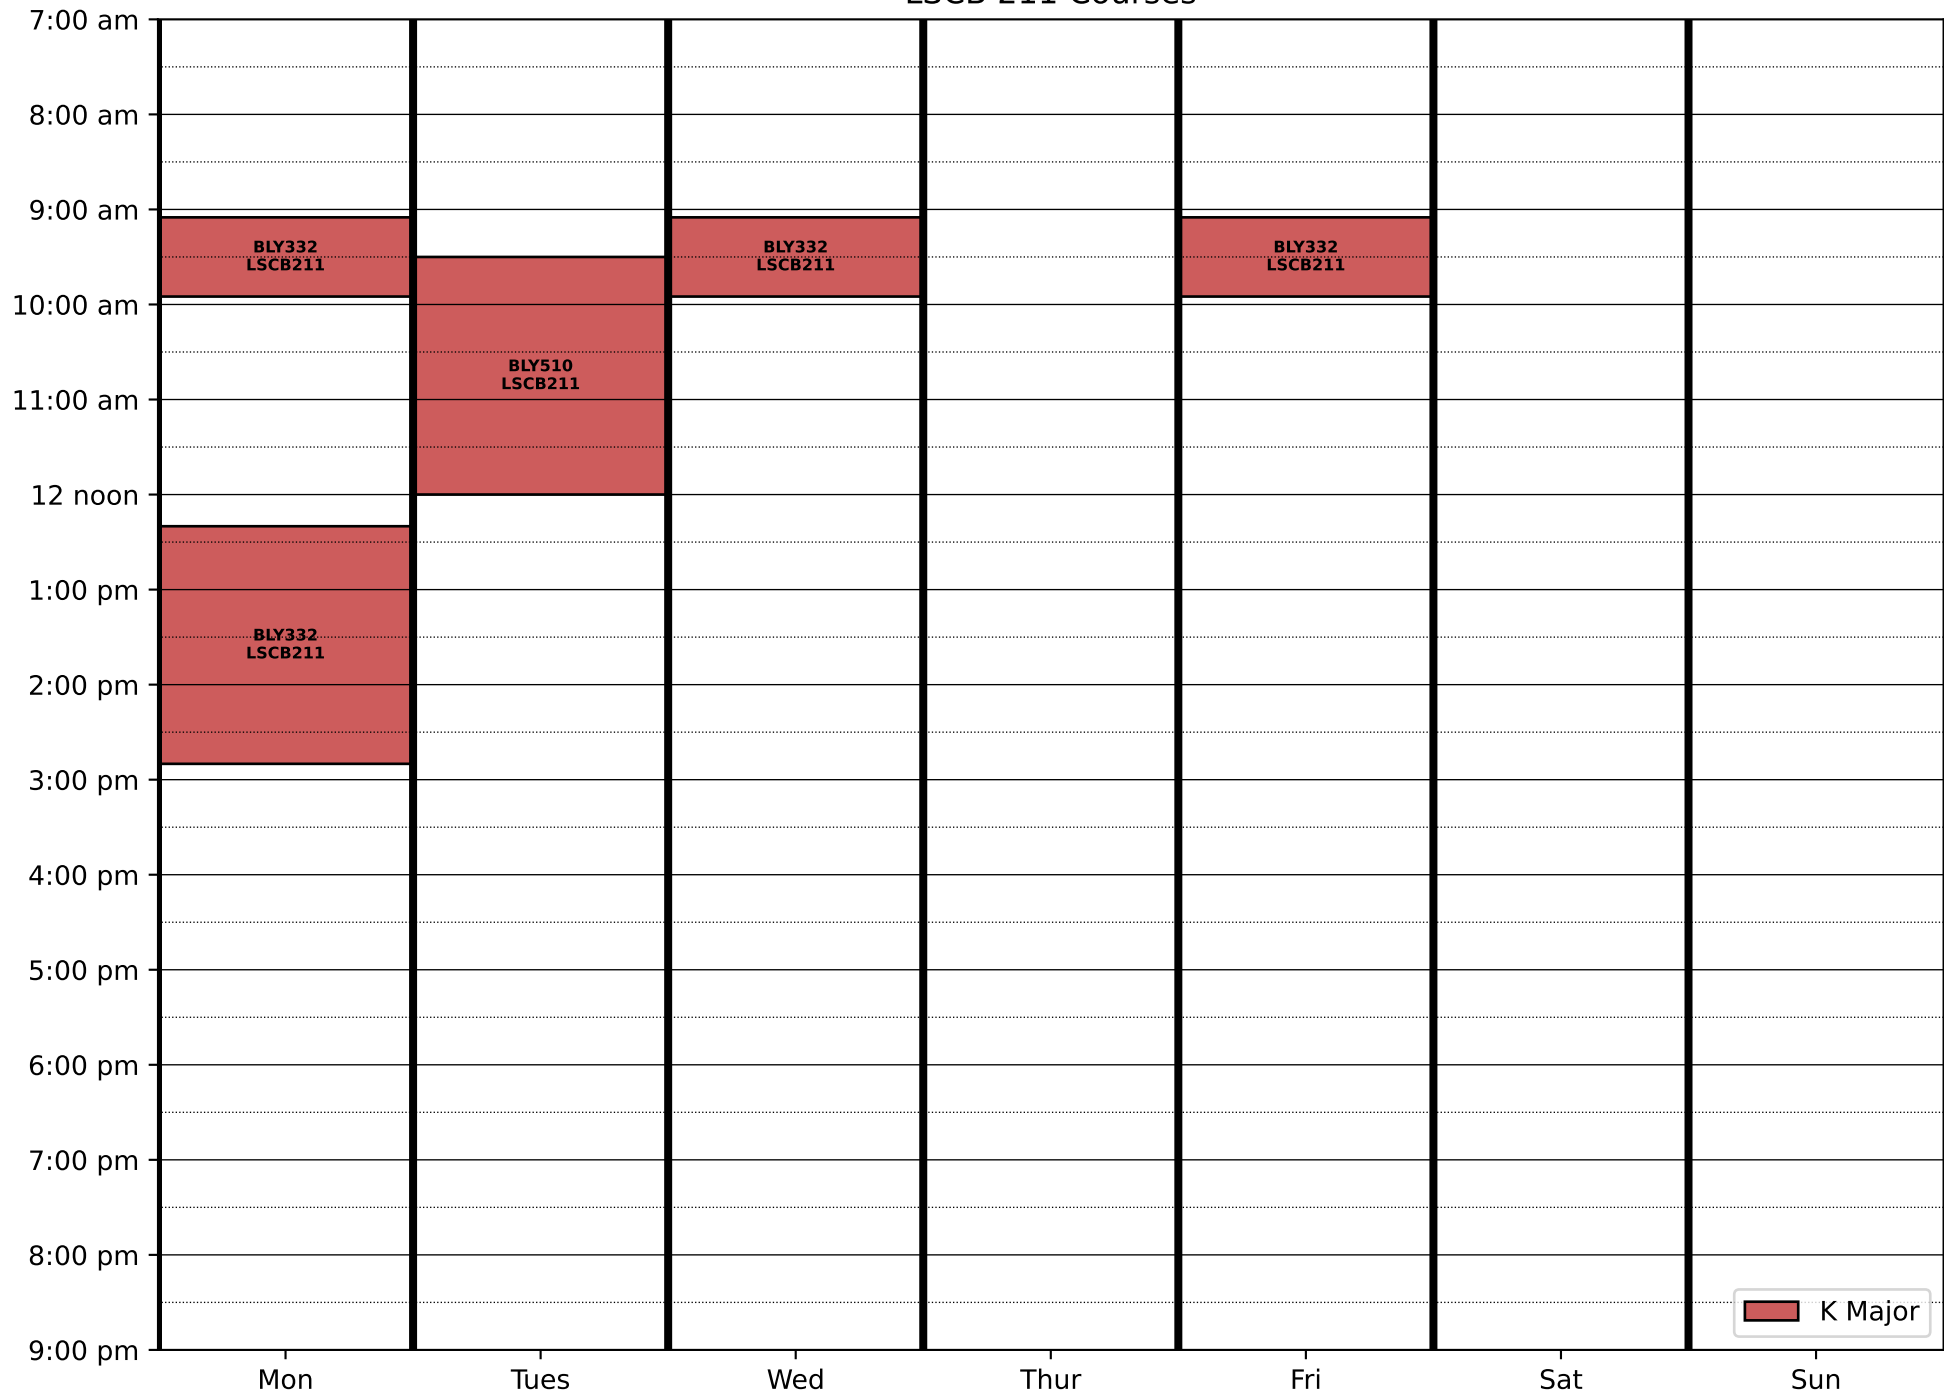 LSCB 211 Courses
7:00 am
8:00 am
9:00 am
BLY332 BLY332 BLY332
LSCB211 LSCB211 LSCB211
10:00 am
BLY510
LSCB211
11:00 am
12 noon
1:00 pm
BLY332
LSCB211
2:00 pm
3:00 pm
4:00 pm
5:00 pm
6:00 pm
7:00 pm
8:00 pm
K Major
9:00 pm
Mon Tues Wed Thur Fri Sat Sun